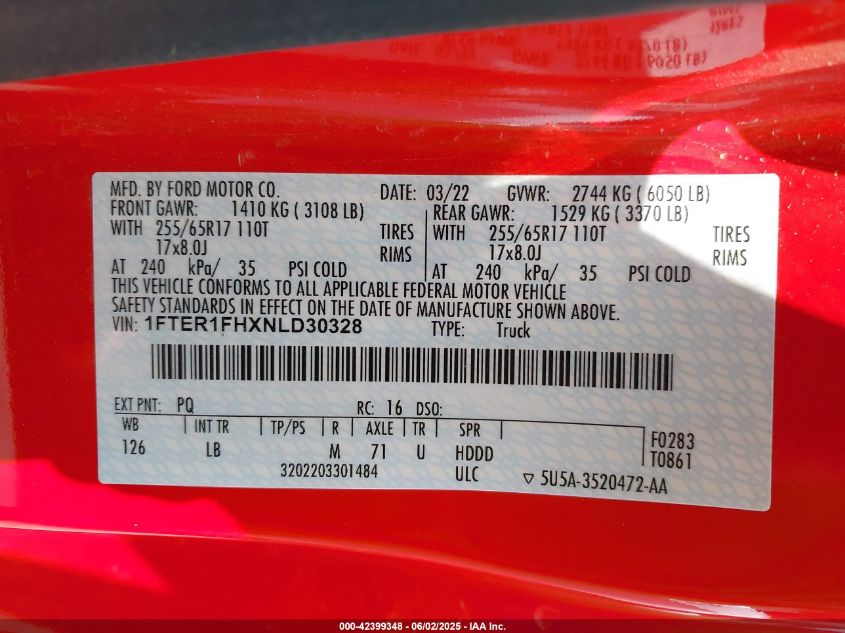 MFD. BY FORD MOTOR CO. DATE: 03/22 GVWR: 2744 KG ( 6050 LB)
FRONT GAWR: 1410 KG ( 3108 LB) REAR GAWR: 1529 KG ( 3370 LB)
WITH 255/65R17 110T TIRES WITH 255/65R17 110T TIRES
17x8.0J RIMS 17x8.0J RIMS
AT 240 kPa/ 35 PSI COLD AT 240 kPa/ 35 PSI COLD
THIS VEHICLE CONFORMS TO ALL APPLICABLE FEDERAL MOTOR VEHICLE
SAFETY STANDARDS IN EFFECT ON THE DATE OF MANUFACTURE SHOWN ABOVE.
VIN: 1FTER1FHXNLD30328 TYPE: Truck
EXT PNT: PQ RC: 16 DSO:
WB INT TR TP/PS R AXLE TR SPR F0283
126 LB M 71 U HDDD T0861
3202203301484 ULC 5U5A-3520472-AA
000-42399348 - 06/02/2025 - IAA Inc.